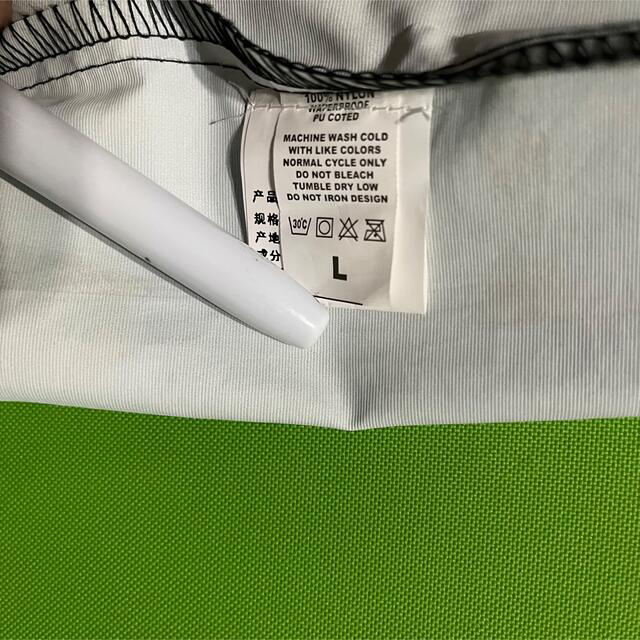 100% NYLON
WATERPROOF
PU COTED
MACHINE WASH COLD
WITH LIKE COLORS
NORMAL CYCLE ONLY
DO NOT BLEACH
TUMBLE DRY LOW
DO NOT IRON DESIGN
30℃
L
产品
规格
产地
成分